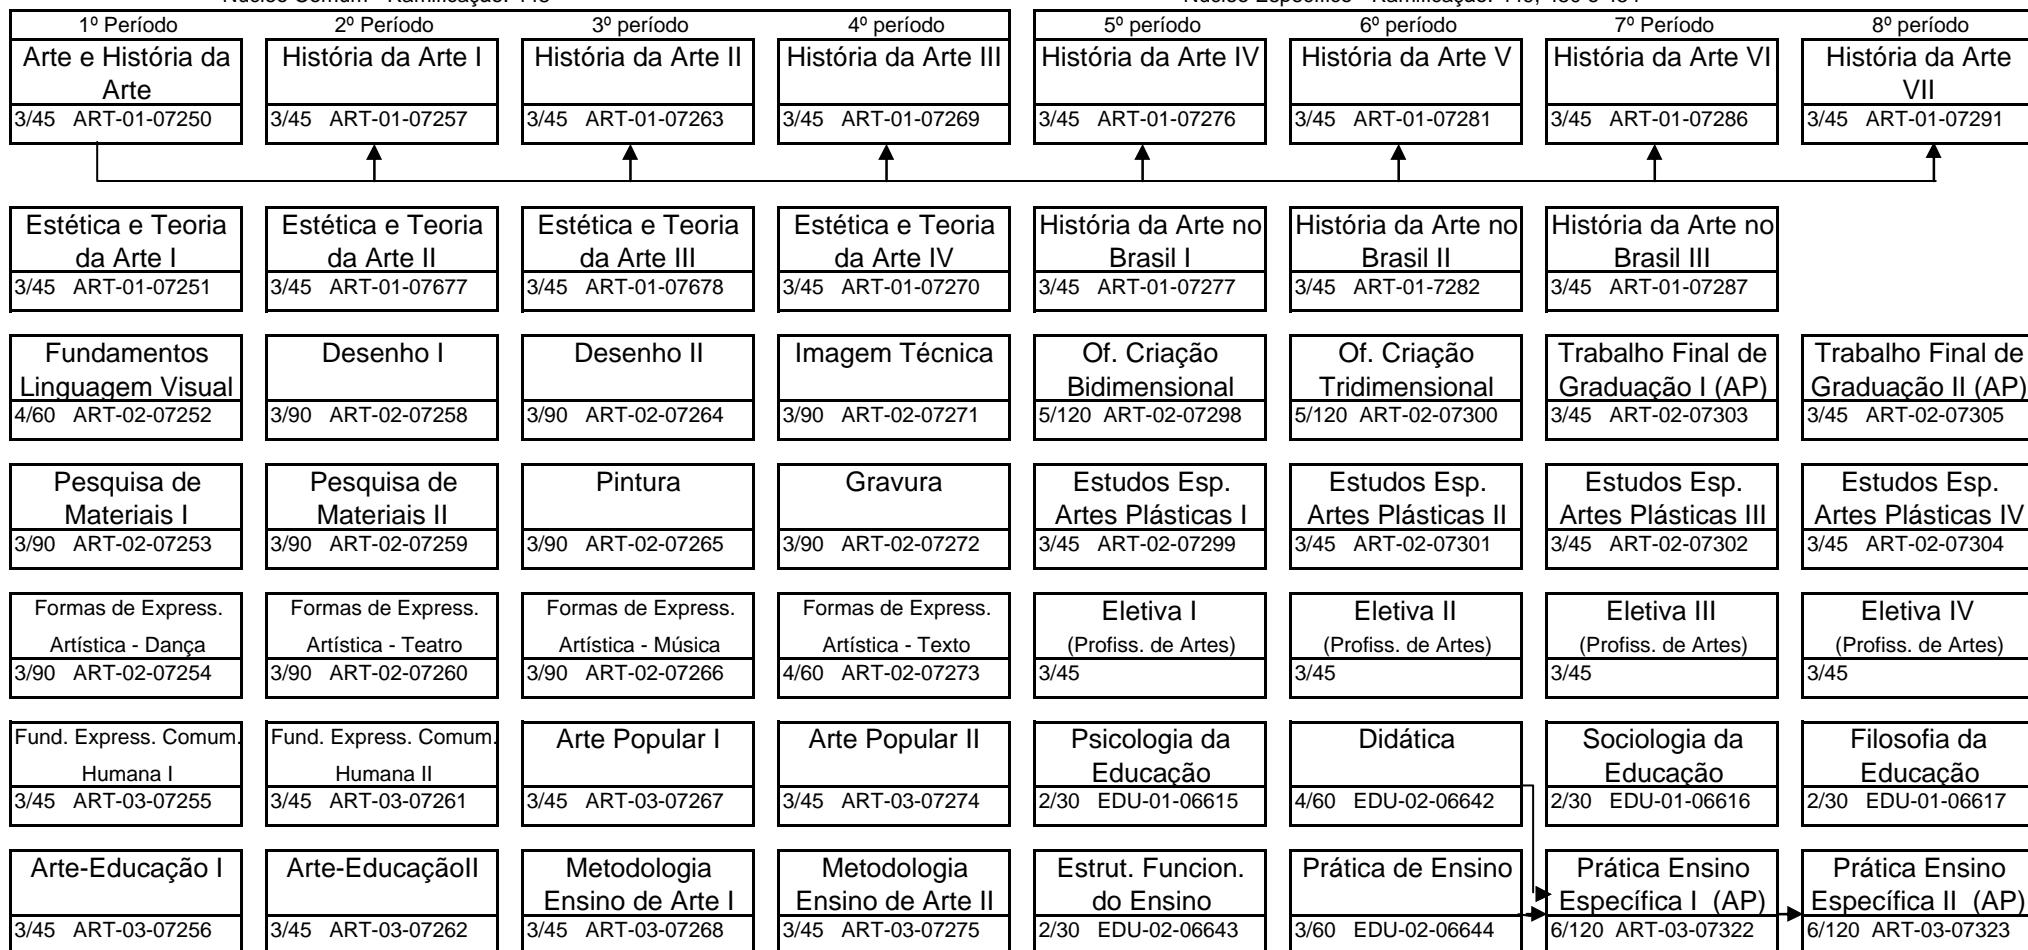 1º Período 2º Período 3º período 4º período 5º período 6º período 7º Período 8º período
Arte e História da História da Arte I História da Arte II História da Arte III História da Arte IV História da Arte V História da Arte VI História da Arte
Arte VII
3/45 ART-01-07250 3/45 ART-01-07257 3/45 ART-01-07263 3/45 ART-01-07269 3/45 ART-01-07276 3/45 ART-01-07281 3/45 ART-01-07286 3/45 ART-01-07291
Estética e Teoria Estética e Teoria Estética e Teoria Estética e Teoria História da Arte no História da Arte no História da Arte no
da Arte I da Arte II da Arte III da Arte IV Brasil I Brasil II Brasil III
3/45 ART-01-07251 3/45 ART-01-07677 3/45 ART-01-07678 3/45 ART-01-07270 3/45 ART-01-07277 3/45 ART-01-7282 3/45 ART-01-07287
Fundamentos Desenho I Desenho II Imagem Técnica Of. Criação Of. Criação Trabalho Final de Trabalho Final de
Linguagem Visual Bidimensional Tridimensional Graduação I (AP) Graduação II (AP)
4/60 ART-02-07252 3/90 ART-02-07258 3/90 ART-02-07264 3/90 ART-02-07271 5/120 ART-02-07298 5/120 ART-02-07300 3/45 ART-02-07303 3/45 ART-02-07305
Pesquisa de Pesquisa de Pintura Gravura Estudos Esp. Estudos Esp. Estudos Esp. Estudos Esp.
Materiais I Materiais II Artes Plásticas I Artes Plásticas II Artes Plásticas III Artes Plásticas IV
3/90 ART-02-07253 3/90 ART-02-07259 3/90 ART-02-07265 3/90 ART-02-07272 3/45 ART-02-07299 3/45 ART-02-07301 3/45 ART-02-07302 3/45 ART-02-07304
Formas de Express. Formas de Express. Formas de Express. Formas de Express. Eletiva I Eletiva II Eletiva III Eletiva IV
Artística - Dança Artística - Teatro Artística - Música Artística - Texto (Profiss. de Artes) (Profiss. de Artes) (Profiss. de Artes) (Profiss. de Artes)
3/90 ART-02-07254 3/90 ART-02-07260 3/90 ART-02-07266 4/60 ART-02-07273 3/45 3/45 3/45 3/45
Fund. Express. Comum. Fund. Express. Comum. Arte Popular I Arte Popular II Psicologia da Didática Sociologia da Filosofia da
Humana I Humana II Educação Educação Educação
3/45 ART-03-07255 3/45 ART-03-07261 3/45 ART-03-07267 3/45 ART-03-07274 2/30 EDU-01-06615 4/60 EDU-02-06642 2/30 EDU-01-06616 2/30 EDU-01-06617
Arte-Educação I Arte-EducaçãoII Metodologia Metodologia Estrut. Funcion. Prática de Ensino Prática Ensino Prática Ensino
Ensino de Arte I Ensino de Arte II do Ensino Específica I (AP) Específica II (AP)
3/45 ART-03-07256 3/45 ART-03-07262 3/45 ART-03-07268 3/45 ART-03-07275 2/30 EDU-02-06643 3/60 EDU-02-06644 6/120 ART-03-07322 6/120 ART-03-07323